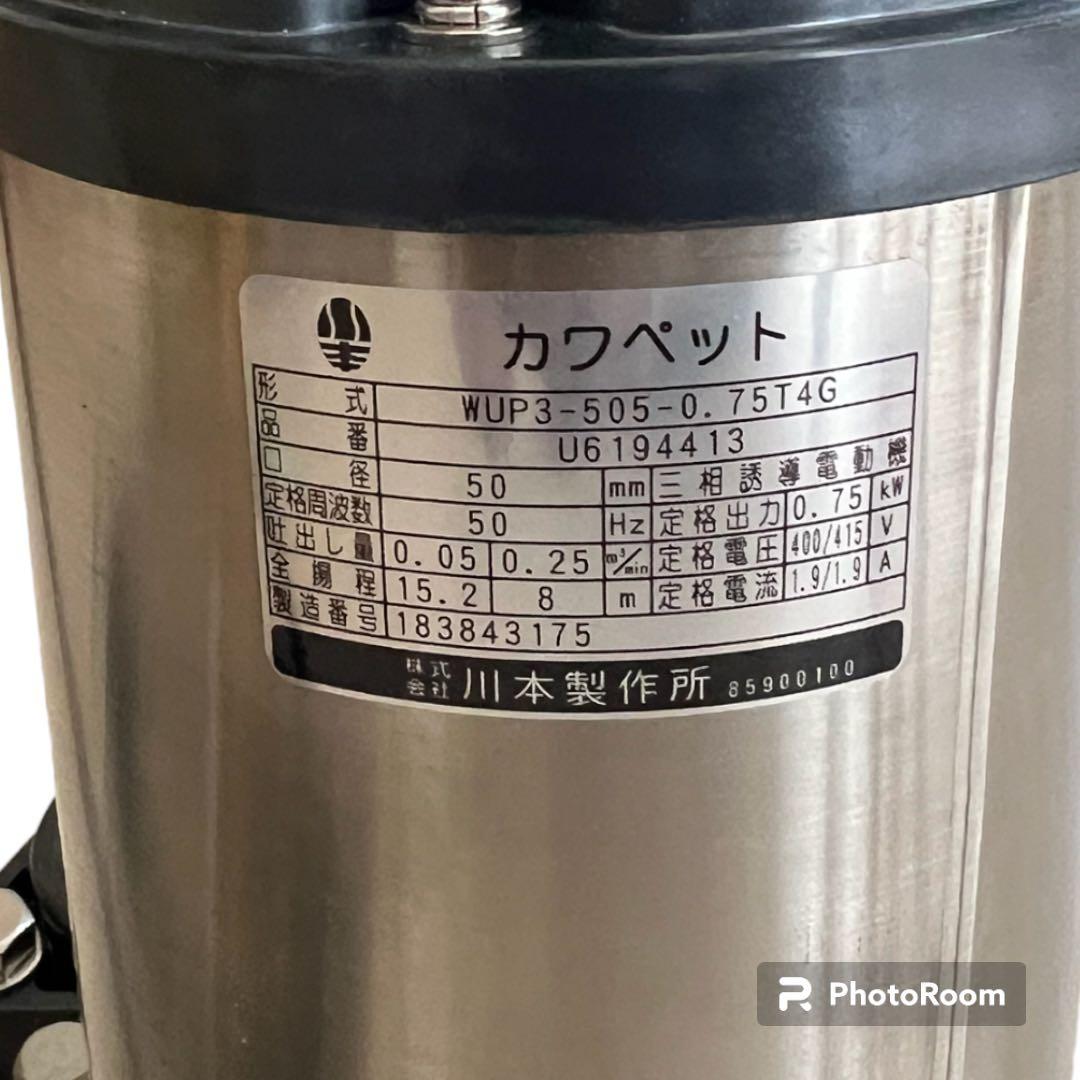 カワペット
形式 WUP3-505-0.75T4G
品番 U6194413
口径 50 mm 三相誘導電動機
定格周波数 50 Hz 定格出力 0.75 kW
吐出し量 0.05 0.25 m³/min 定格電圧 400/415 V
全揚程 15.2 8 m 定格電流 1.9/1.9 A
製造番号 183843175
株式会社 川本製作所 85900100
PhotoRoom